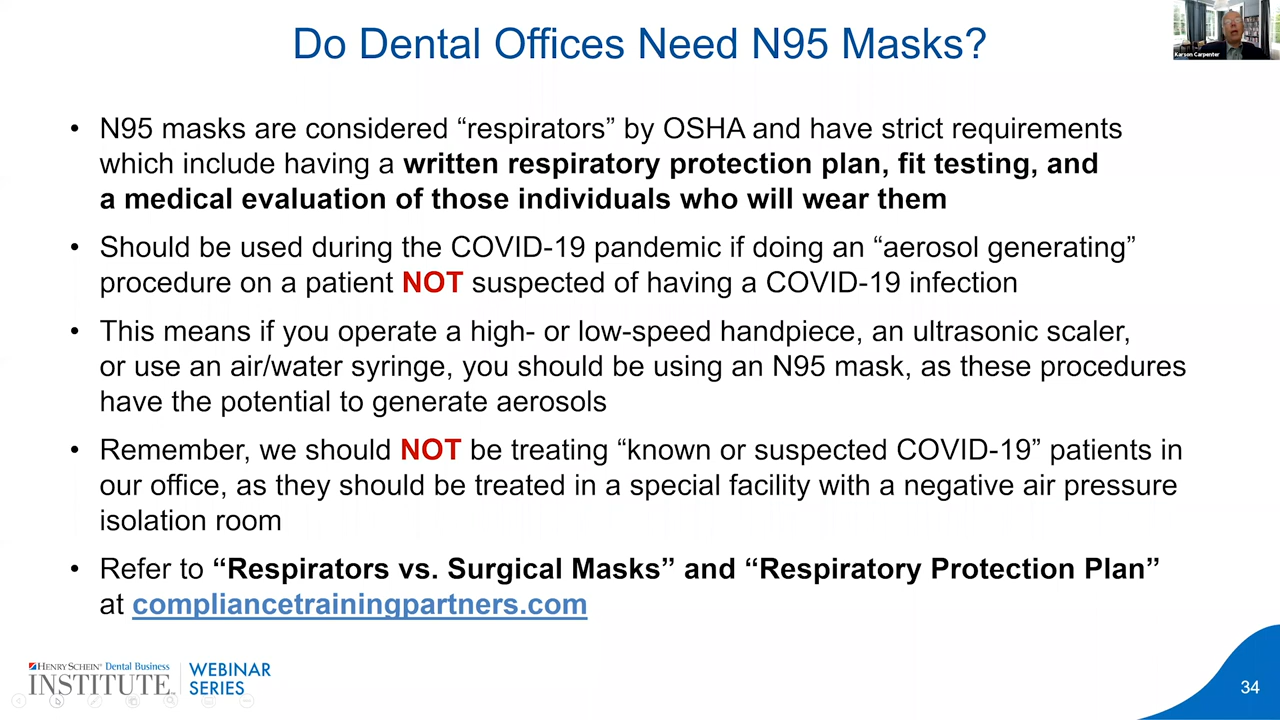 Do Dental Offices Need N95 Masks?
Karson Carpenter
• N95 masks are considered “respirators” by OSHA and have strict requirements
which include having a written respiratory protection plan, fit testing, and
a medical evaluation of those individuals who will wear them
• Should be used during the COVID-19 pandemic if doing an “aerosol generating”
procedure on a patient NOT suspected of having a COVID-19 infection
• This means if you operate a high- or low-speed handpiece, an ultrasonic scaler,
or use an air/water syringe, you should be using an N95 mask, as these procedures
have the potential to generate aerosols
• Remember, we should NOT be treating “known or suspected COVID-19” patients in
our office, as they should be treated in a special facility with a negative air pressure
isolation room
• Refer to “Respirators vs. Surgical Masks” and “Respiratory Protection Plan”
at compliancetrainingpartners.com
HENRY SCHEIN® Dental Business
INSTITUTE™
WEBINAR
SERIES
34